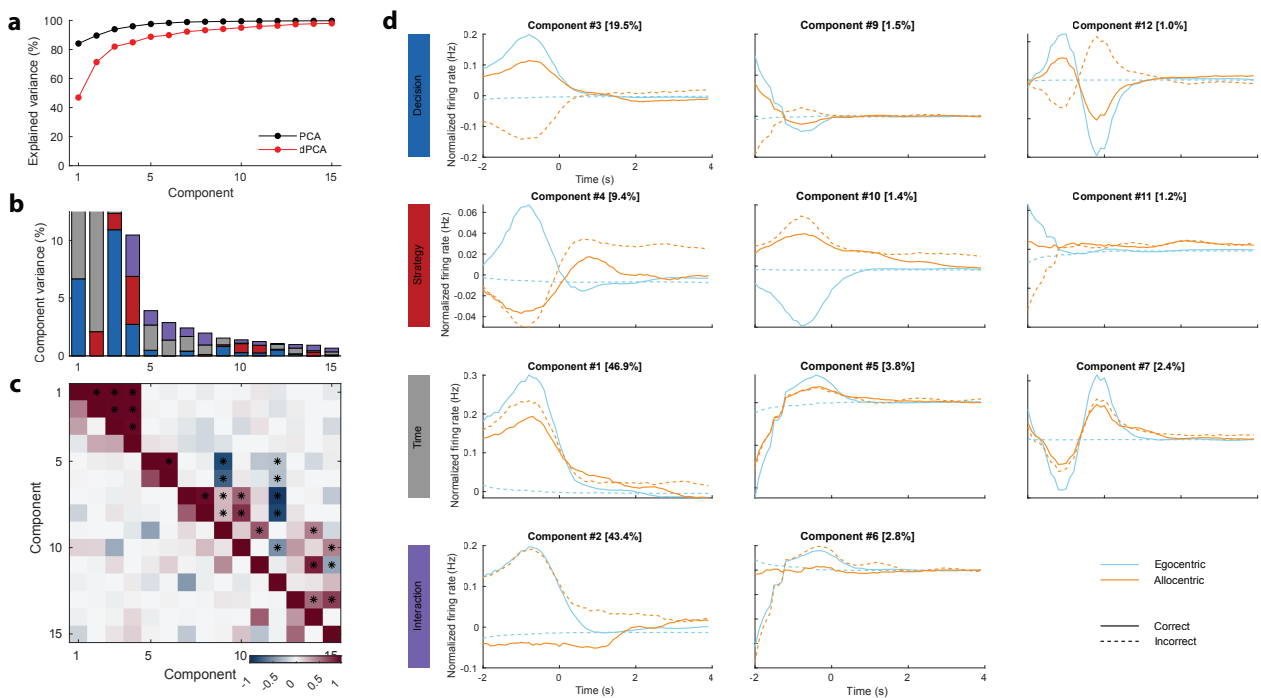 a
Explained variance (%)
100
80
60
40
20
0
PCA
dPCA
1
5
10
15
Component
b
Component variance (%)
10
5
0
1
5
10
15
c
Component
1
5
10
15
1
5
10
15
Component
-1
-0.5
0
0.5
1
d
Decision
Component #3 [19.5%]
Normalized firing rate (Hz)
0.2
0.1
0
-0.1
0.2
-2
0
2
4
Time (s)
Component #9 [1.5%]
Component #12 [1.0%]
Strategy
Component #4 [9.4%]
Normalized firing rate (Hz)
0.06
0.04
0.02
0
-0.02
-0.04
Component #10 [1.4%]
Component #11 [1.2%]
Time
Component #1 [46.9%]
Normalized firing rate (Hz)
0.3
0.2
0.1
0
Component #5 [3.8%]
Component #7 [2.4%]
Interaction
Component #2 [43.4%]
Normalized firing rate (Hz)
0.2
0.1
0
-0.1
-2
0
2
4
Component #6 [2.8%]
-2
0
2
4
Time (s)
Egocentric
Allocentric
Correct
Incorrect